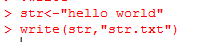 > str<-"hello world"
> write(str,"str.txt")